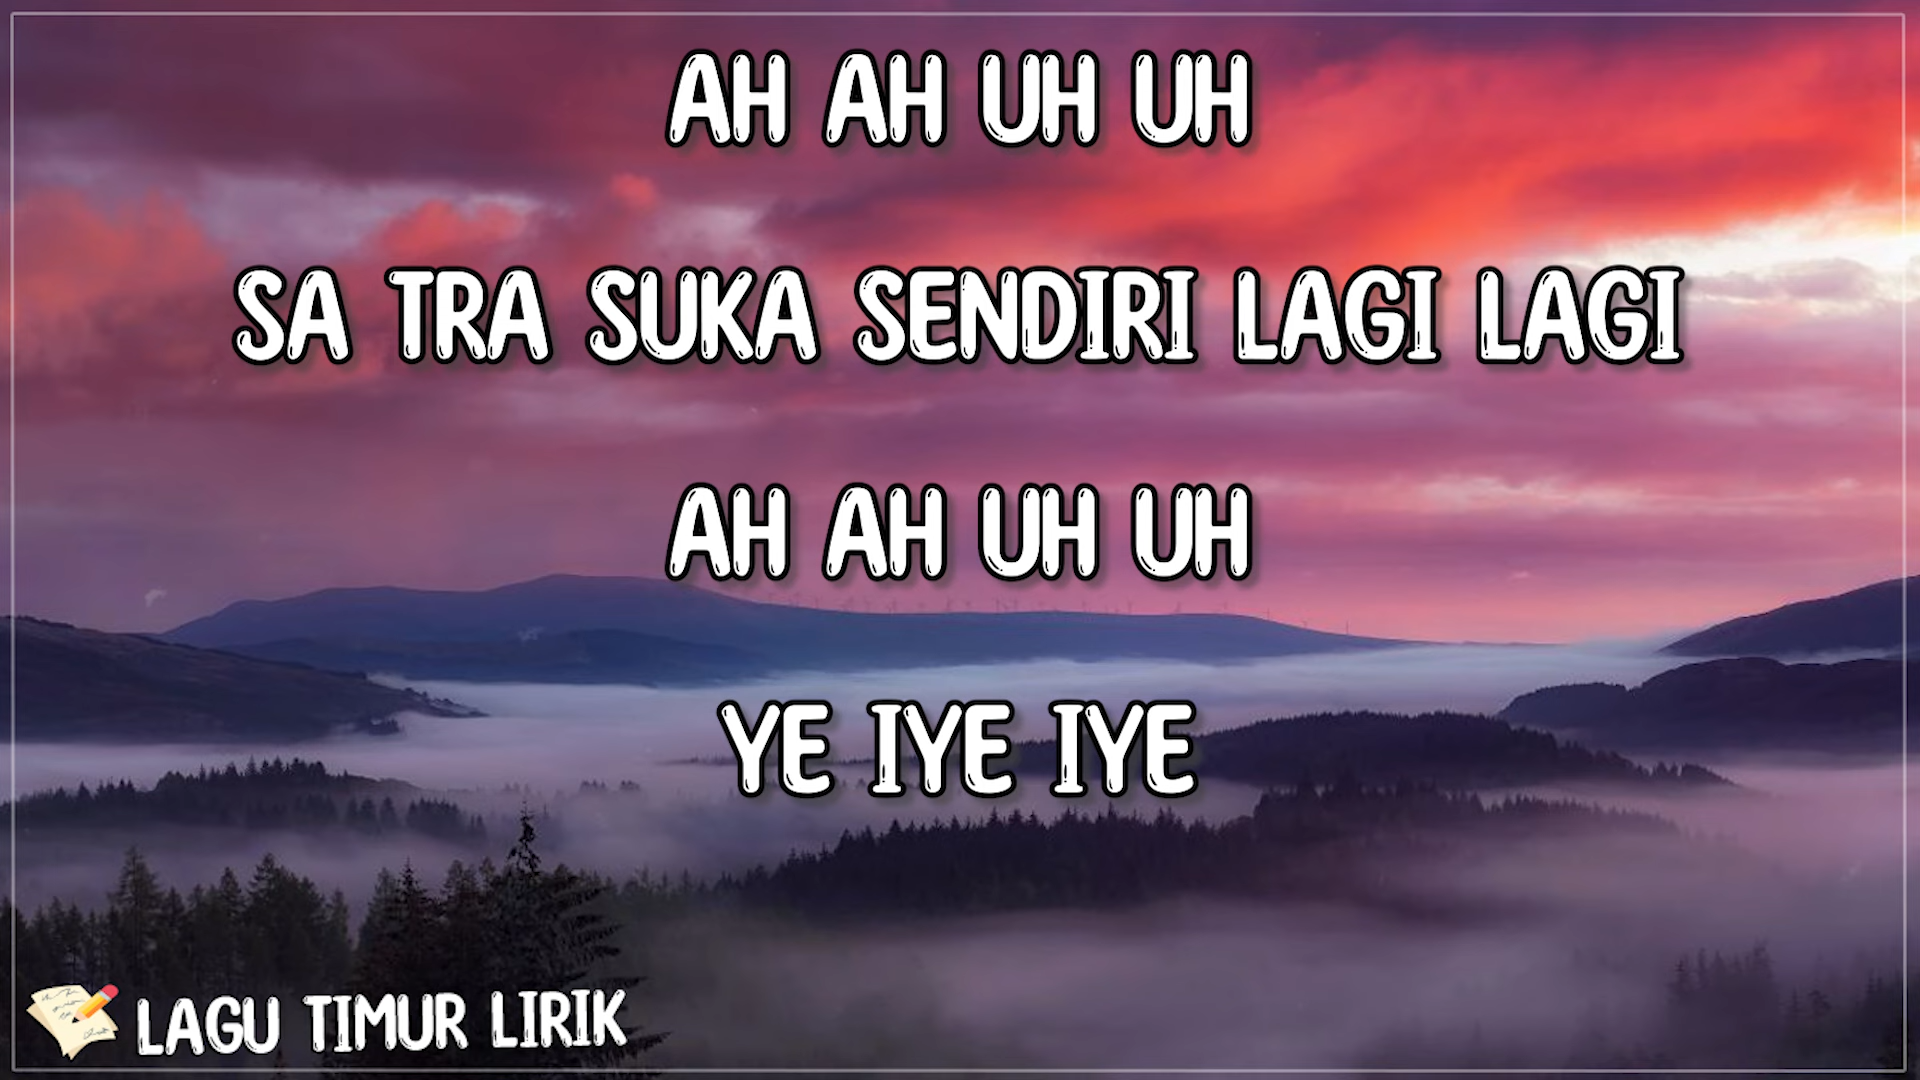 AH AH UH UH
SA TRA SUKA SENDIRI LAGI LAGI
AH AH UH UH
YE IYE IYE
LAGU TIMUR LIRIK